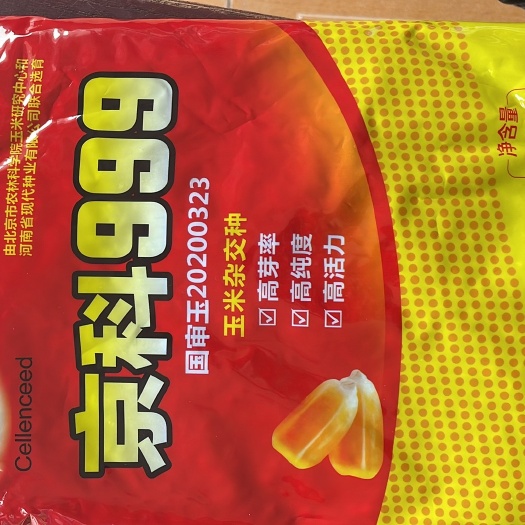 由北京市农林科学院玉米研究中心和
河南省现代种业有限公司联合选育
Cellenceed
京科999
国审玉20200323
玉米杂交种
☑高芽率
☑高纯度
☑高活力
净含量